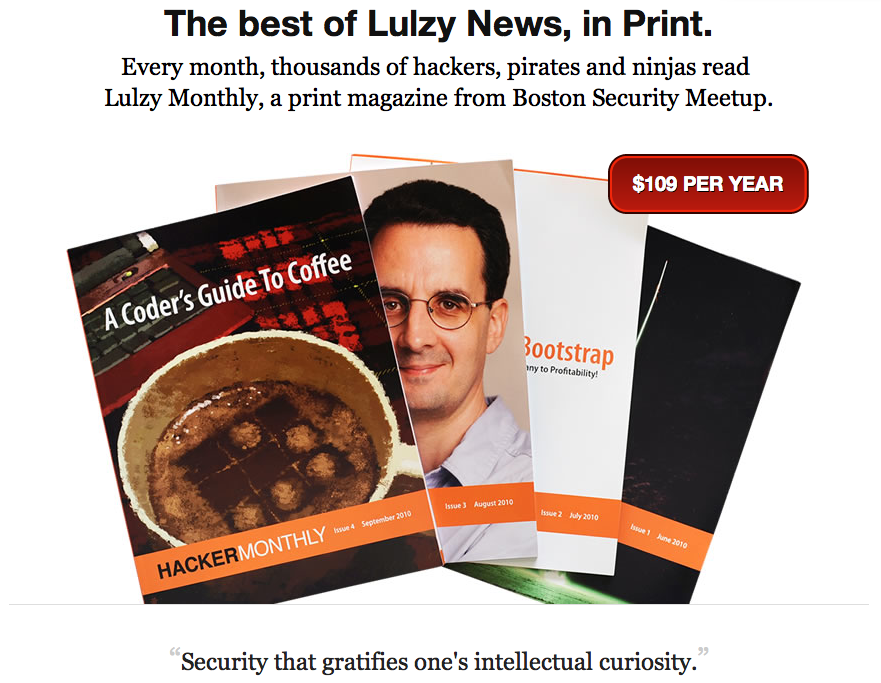 The best of Lulzy News, in Print.
Every month, thousands of hackers, pirates and ninjas read
Lulzy Monthly, a print magazine from Boston Security Meetup.
$109 PER YEAR
A Coder's Guide To Coffee
HACKERMONTHLY Issue 4 September 2010
Issue 3 August 2010
Bootstrap
to Profitability!
Issue 2 July 2010
Issue 1 June 2010
“Security that gratifies one's intellectual curiosity.”